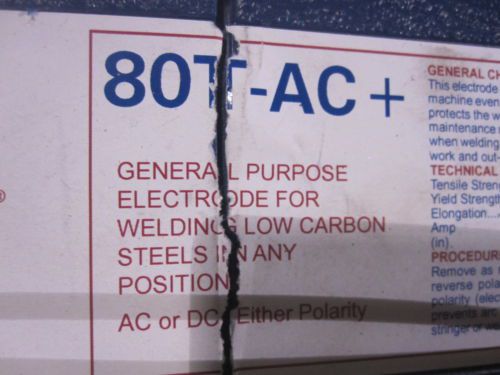 80TT-AC+
GENERAL PURPOSE
ELECTRODE FOR
WELDING LOW CARBON
STEELS IN ANY
POSITION
AC or DC Either Polarity
®
GENERAL CH
This electrode
machine even
protects the w
maintenance
when welding
work and out-
TECHNICAL
Tensile Stren
Yield Strength
Elongation...
Amp
(in).
PROCEDUR
Remove as
reverse pola
polarity (elec
prevents arc
stringer or w